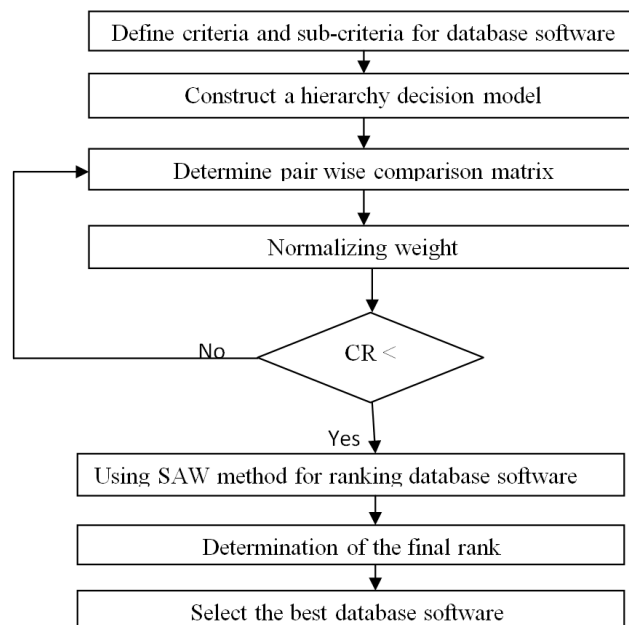 Define criteria and sub-criteria for database software
Construct a hierarchy decision model
Determine pair wise comparison matrix
Normalizing weight
CR <
No
Yes
Using SAW method for ranking database software
Determination of the final rank
Select the best database software